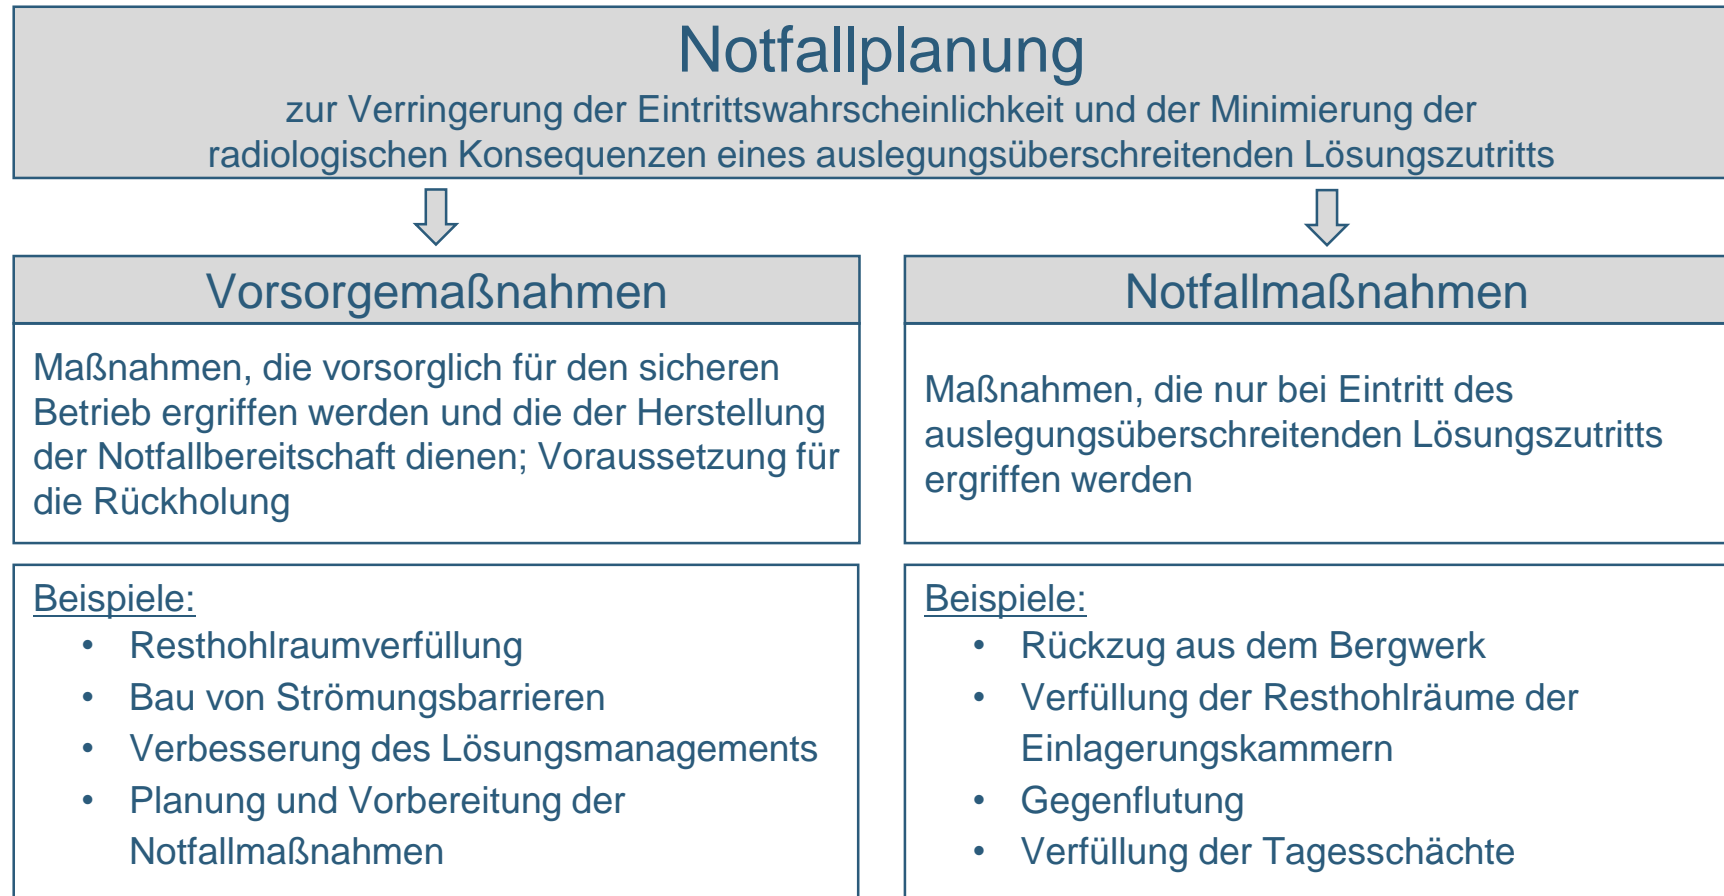 Notfallplanung
zur Verringerung der Eintrittswahrscheinlichkeit und der Minimierung der
radiologischen Konsequenzen eines auslegungsüberschreitenden Lösungszutritts
Vorsorgemaßnahmen
Maßnahmen, die vorsorglich für den sicheren
Betrieb ergriffen werden und die der Herstellung
der Notfallbereitschaft dienen; Voraussetzung für
die Rückholung
Beispiele:
• Resthohlraumverfüllung
• Bau von Strömungsbarrieren
• Verbesserung des Lösungsmanagements
• Planung und Vorbereitung der
Notfallmaßnahmen
Notfallmaßnahmen
Maßnahmen, die nur bei Eintritt des
auslegungsüberschreitenden Lösungszutritts
ergriffen werden
Beispiele:
• Rückzug aus dem Bergwerk
• Verfüllung der Resthohlräume der
Einlagerungskammern
• Gegenflutung
• Verfüllung der Tagesschächte